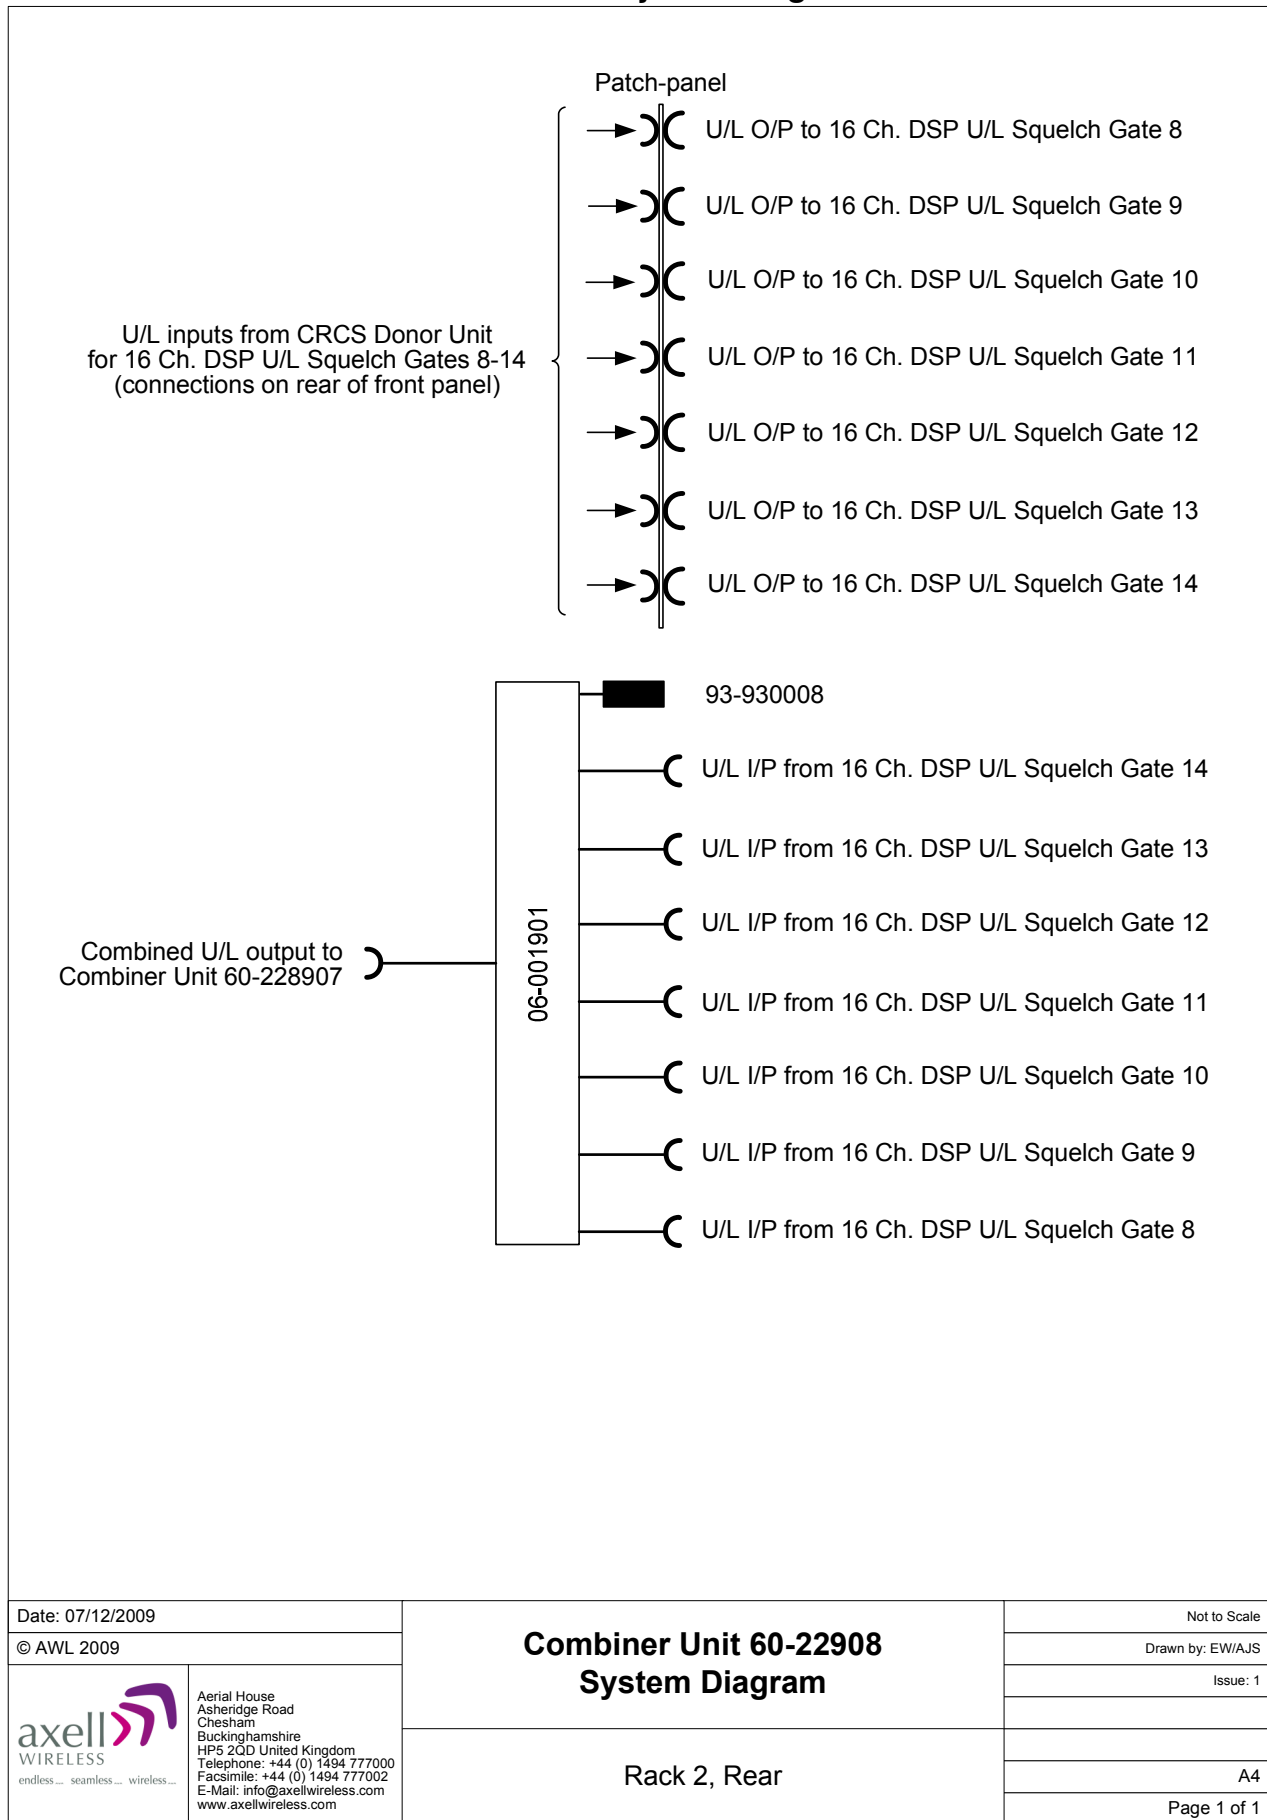 Patch-panel
U/L O/P to 16 Ch. DSP U/L Squelch Gate 8
U/L O/P to 16 Ch. DSP U/L Squelch Gate 9
U/L O/P to 16 Ch. DSP U/L Squelch Gate 10
U/L inputs from CRCS Donor Unit
for 16 Ch. DSP U/L Squelch Gates 8-14
(connections on rear of front panel)
U/L O/P to 16 Ch. DSP U/L Squelch Gate 11
U/L O/P to 16 Ch. DSP U/L Squelch Gate 12
U/L O/P to 16 Ch. DSP U/L Squelch Gate 13
U/L O/P to 16 Ch. DSP U/L Squelch Gate 14
93-930008
U/L I/P from 16 Ch. DSP U/L Squelch Gate 14
U/L I/P from 16 Ch. DSP U/L Squelch Gate 13
U/L I/P from 16 Ch. DSP U/L Squelch Gate 12
06-001901
Combined U/L output to
Combiner Unit 60-228907
U/L I/P from 16 Ch. DSP U/L Squelch Gate 11
U/L I/P from 16 Ch. DSP U/L Squelch Gate 10
U/L I/P from 16 Ch. DSP U/L Squelch Gate 9
U/L I/P from 16 Ch. DSP U/L Squelch Gate 8
Date: 07/12/2009
© AWL 2009
axell
WIRELESS
endless... seamless... wireless...
Aerial House
Asheridge Road
Chesham
Buckinghamshire
HP5 2QD United Kingdom
Telephone: +44 (0) 1494 777000
Facsimile: +44 (0) 1494 777002
E-Mail: info@axellwireless.com
www.axellwireless.com
Combiner Unit 60-22908
System Diagram
Rack 2, Rear
Not to Scale
Drawn by: EW/AJS
Issue: 1
A4
Page 1 of 1